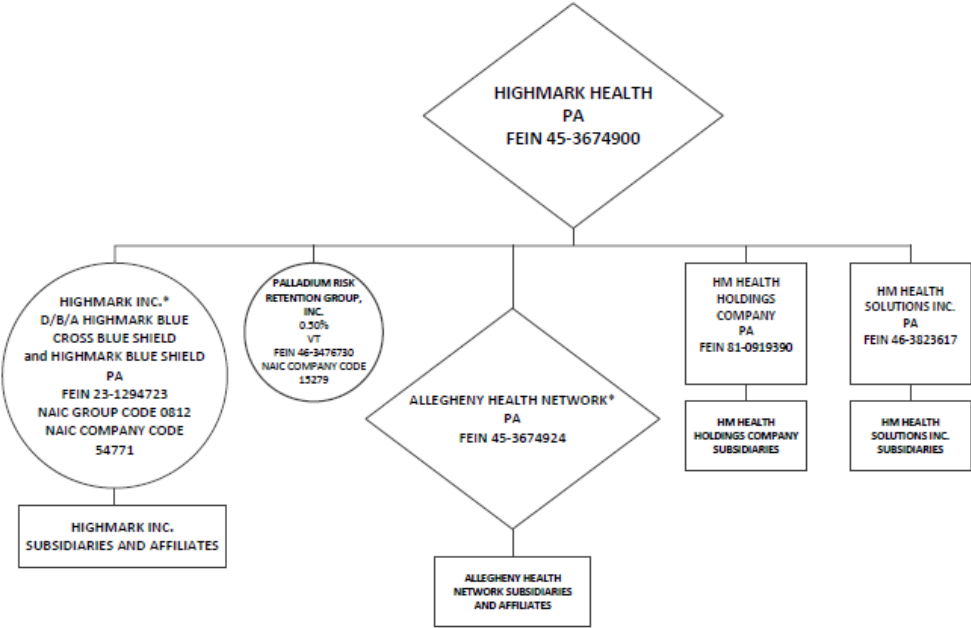 HIGHMARK HEALTH
PA
FEIN 45-3674900
HIGHMARK INC.*
D/B/A HIGHMARK BLUE
CROSS BLUE SHIELD
and HIGHMARK BLUE SHIELD
PA
FEIN 23-1294723
NAIC GROUP CODE 0812
NAIC COMPANY CODE
54771
PALLADIUM RISK
RETENTION GROUP,
INC.
0.50%
VT
FEIN 46-3476730
NAIC COMPANY CODE
15279
ALLEGHENY HEALTH NETWORK*
PA
FEIN 45-3674924
HM HEALTH
HOLDINGS
COMPANY
PA
FEIN 81-0919390
HM HEALTH
SOLUTIONS INC.
PA
FEIN 46-3823617
HIGHMARK INC.
SUBSIDIARIES AND AFFILIATES
ALLEGHENY HEALTH
NETWORK SUBSIDIARIES
AND AFFILIATES
HM HEALTH
HOLDINGS COMPANY
SUBSIDIARIES
HM HEALTH
SOLUTIONS INC.
SUBSIDIARIES